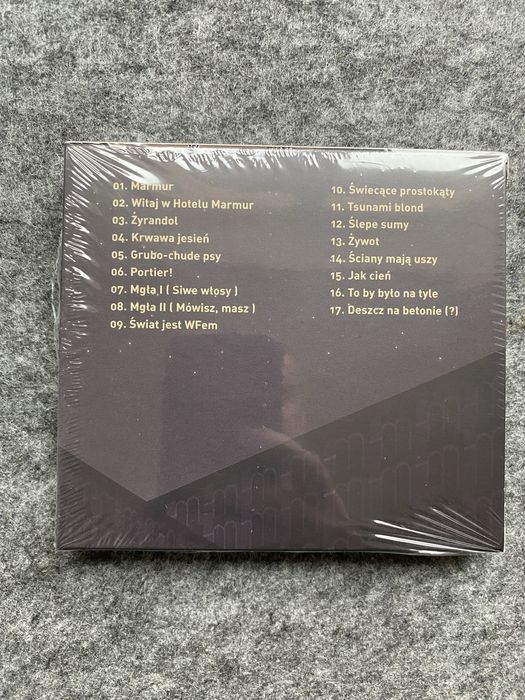 01. Marmur
02. Witaj w Hotelu Marmur
03. Żyrandol
04. Krwawa jesień
05. Grubo-chude psy
06. Portier!
07. Mgła I ( Siwe włosy )
08. Mgła II ( Mówisz, masz )
09. Świat jest WFem
10. Świecące prostokąty
11. Tsunami blond
12. Ślepe sumy
13. Żywot
14. Ściany mają uszy
15. Jak cień
16. To by było na tyle
17. Deszcz na betonie (?)